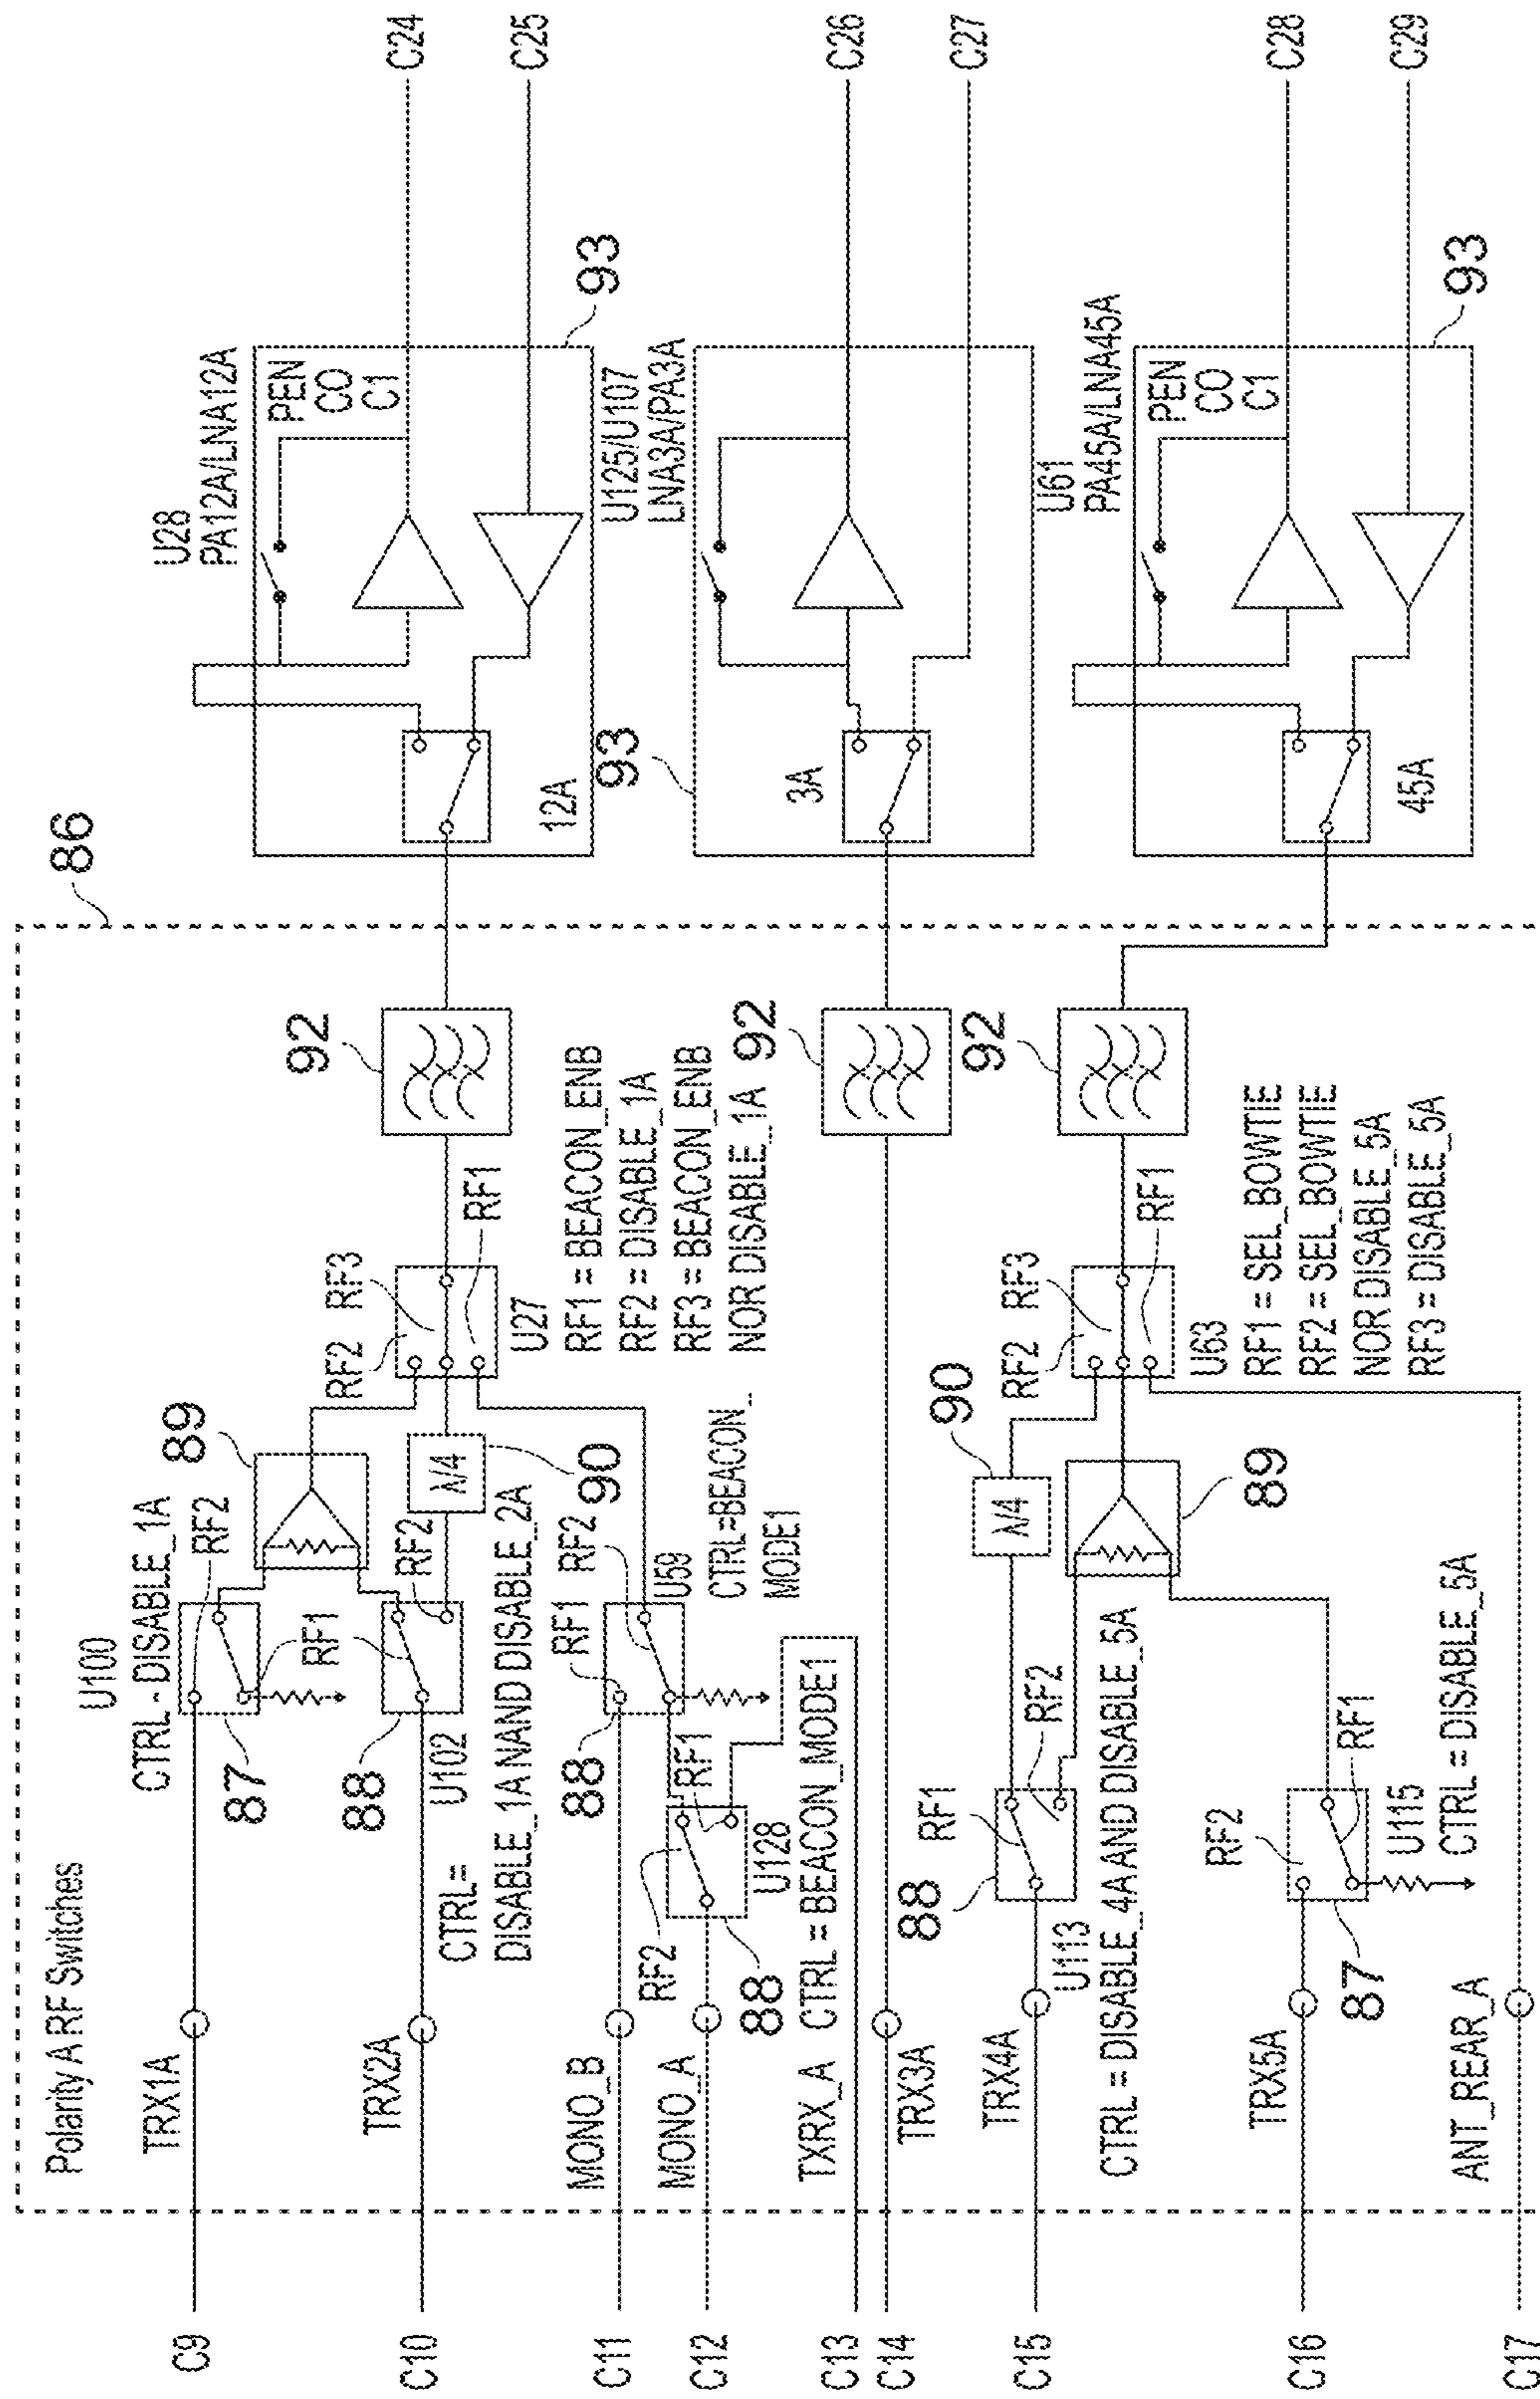 86
Polarity A RF Switches
C9
TRX1A
U100
CTRL - DISABLE_1A
RF2
87
RF1
89
C10
TRX2A
88
U102
CTRL=
DISABLE_1A NAND DISABLE_2A
RF2
λ/4
90
RF2
RF3
RF1
U27
RF1 = BEACON_ENB
RF2 = DISABLE_1A
RF3 = BEACON_ENB
NOR DISABLE_1A
92
C11
MONO_B
88
RF1
RF2
U59
CTRL=BEACON_
MODE1
C12
MONO_A
RF2
RF1
88
U128
CTRL = BEACON_MODE1
C13
TXRX_A
C14
TRX3A
92
C15
TRX4A
88
U113
RF1
RF2
CTRL = DISABLE_4A AND DISABLE_5A
90
λ/4
89
RF2
RF3
RF1
U63
RF1 = SEL_BOWTIE
RF2 = SEL_BOWTIE
NOR DISABLE_5A
RF3 = DISABLE_5A
92
C16
TRX5A
87
RF2
RF1
U115
CTRL = DISABLE_5A
C17
ANT_REAR_A
U28
PA12A/LNA12A
PEN
CO
C1
12A
93
C24
C25
U125/U107
LNA3A/PA3A
3A
93
C26
C27
U61
PA45A/LNA45A
PEN
CO
C1
45A
93
C28
C29